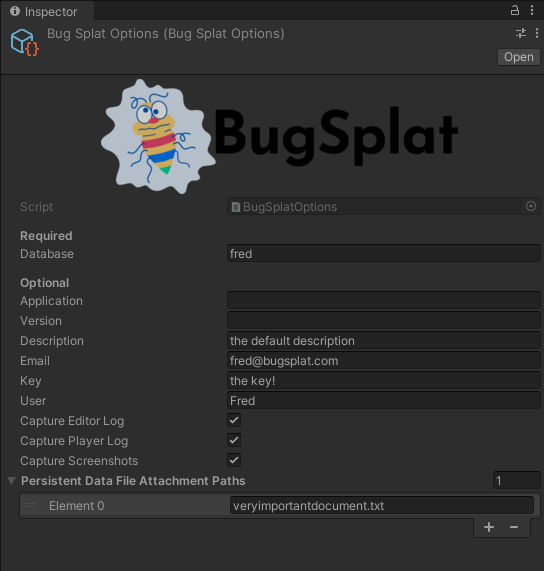 Inspector
Bug Splat Options (Bug Splat Options)
Open
BugSplat
Script BugSplatOptions
Required
Database fred
Optional
Application
Version
Description the default description
Email fred@bugsplat.com
Key the key!
User Fred
Capture Editor Log
Capture Player Log
Capture Screenshots
Persistent Data File Attachment Paths 1
Element 0 veryimportantdocument.txt